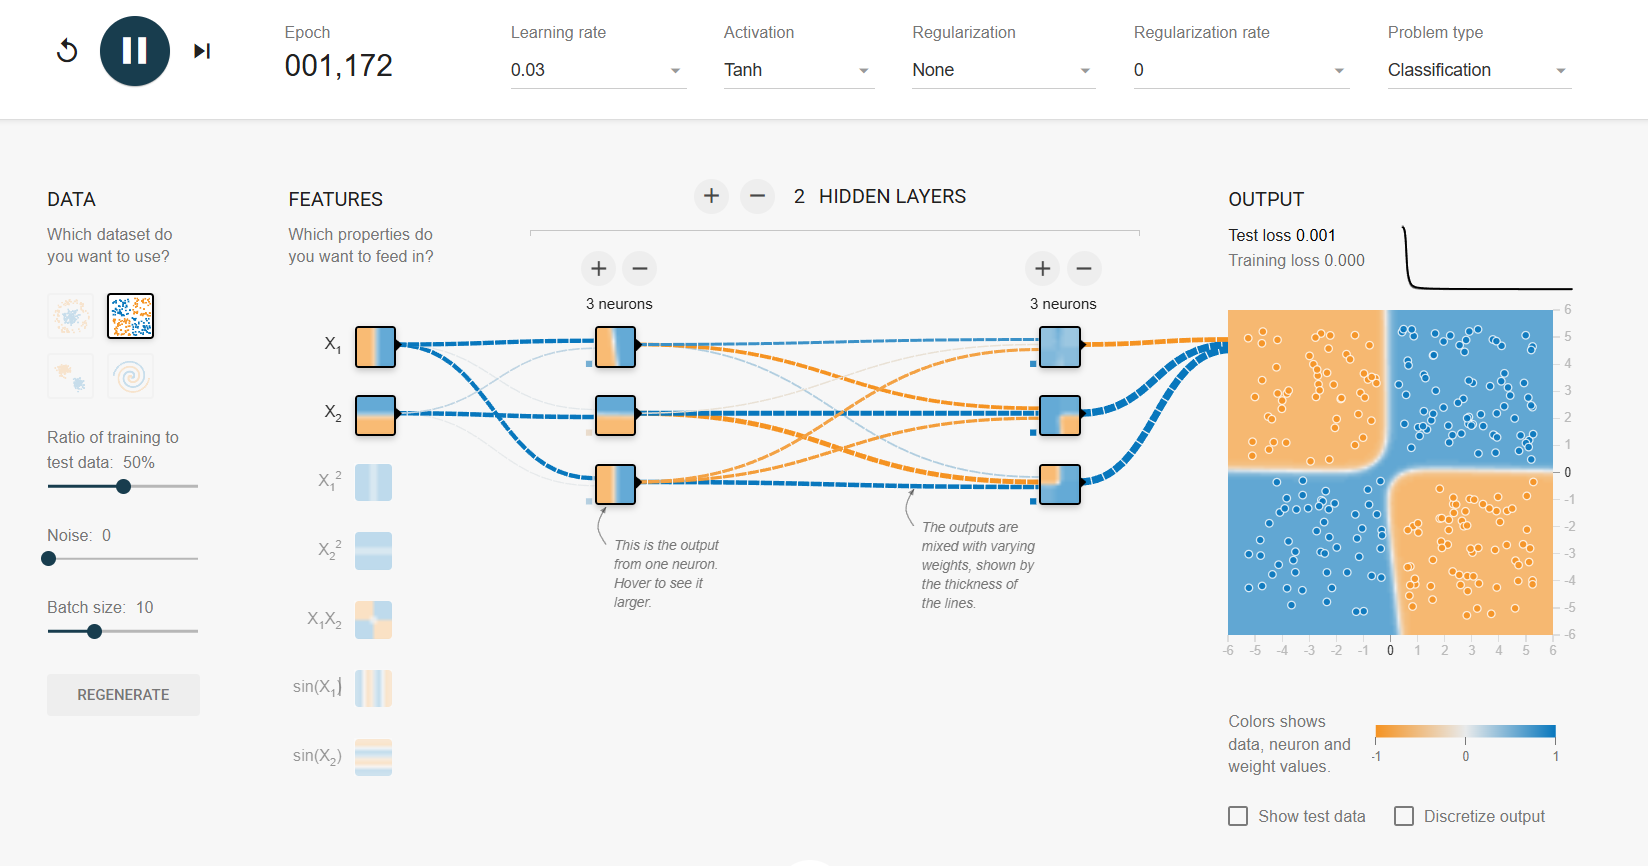 Epoch
001,172
Learning rate
0.03
Activation
Tanh
Regularization
None
Regularization rate
0
Problem type
Classification
DATA
Which dataset do
you want to use?
Ratio of training to
test data: 50%
Noise: 0
Batch size: 10
REGENERATE
FEATURES
Which properties do
you want to feed in?
X1
X2
X1²
X2²
X1X2
sin(X1)
sin(X2)
2 HIDDEN LAYERS
3 neurons
3 neurons
This is the output
from one neuron.
Hover to see it
larger.
The outputs are
mixed with varying
weights, shown by
the thickness of
the lines.
OUTPUT
Test loss 0.001
Training loss 0.000
6
5
4
3
2
1
0
-1
-2
-3
-4
-5
-6
-6 -5 -4 -3 -2 -1 0 1 2 3 4 5 6
Colors shows
data, neuron and
weight values.
-1 0 1
Show test data
Discretize output